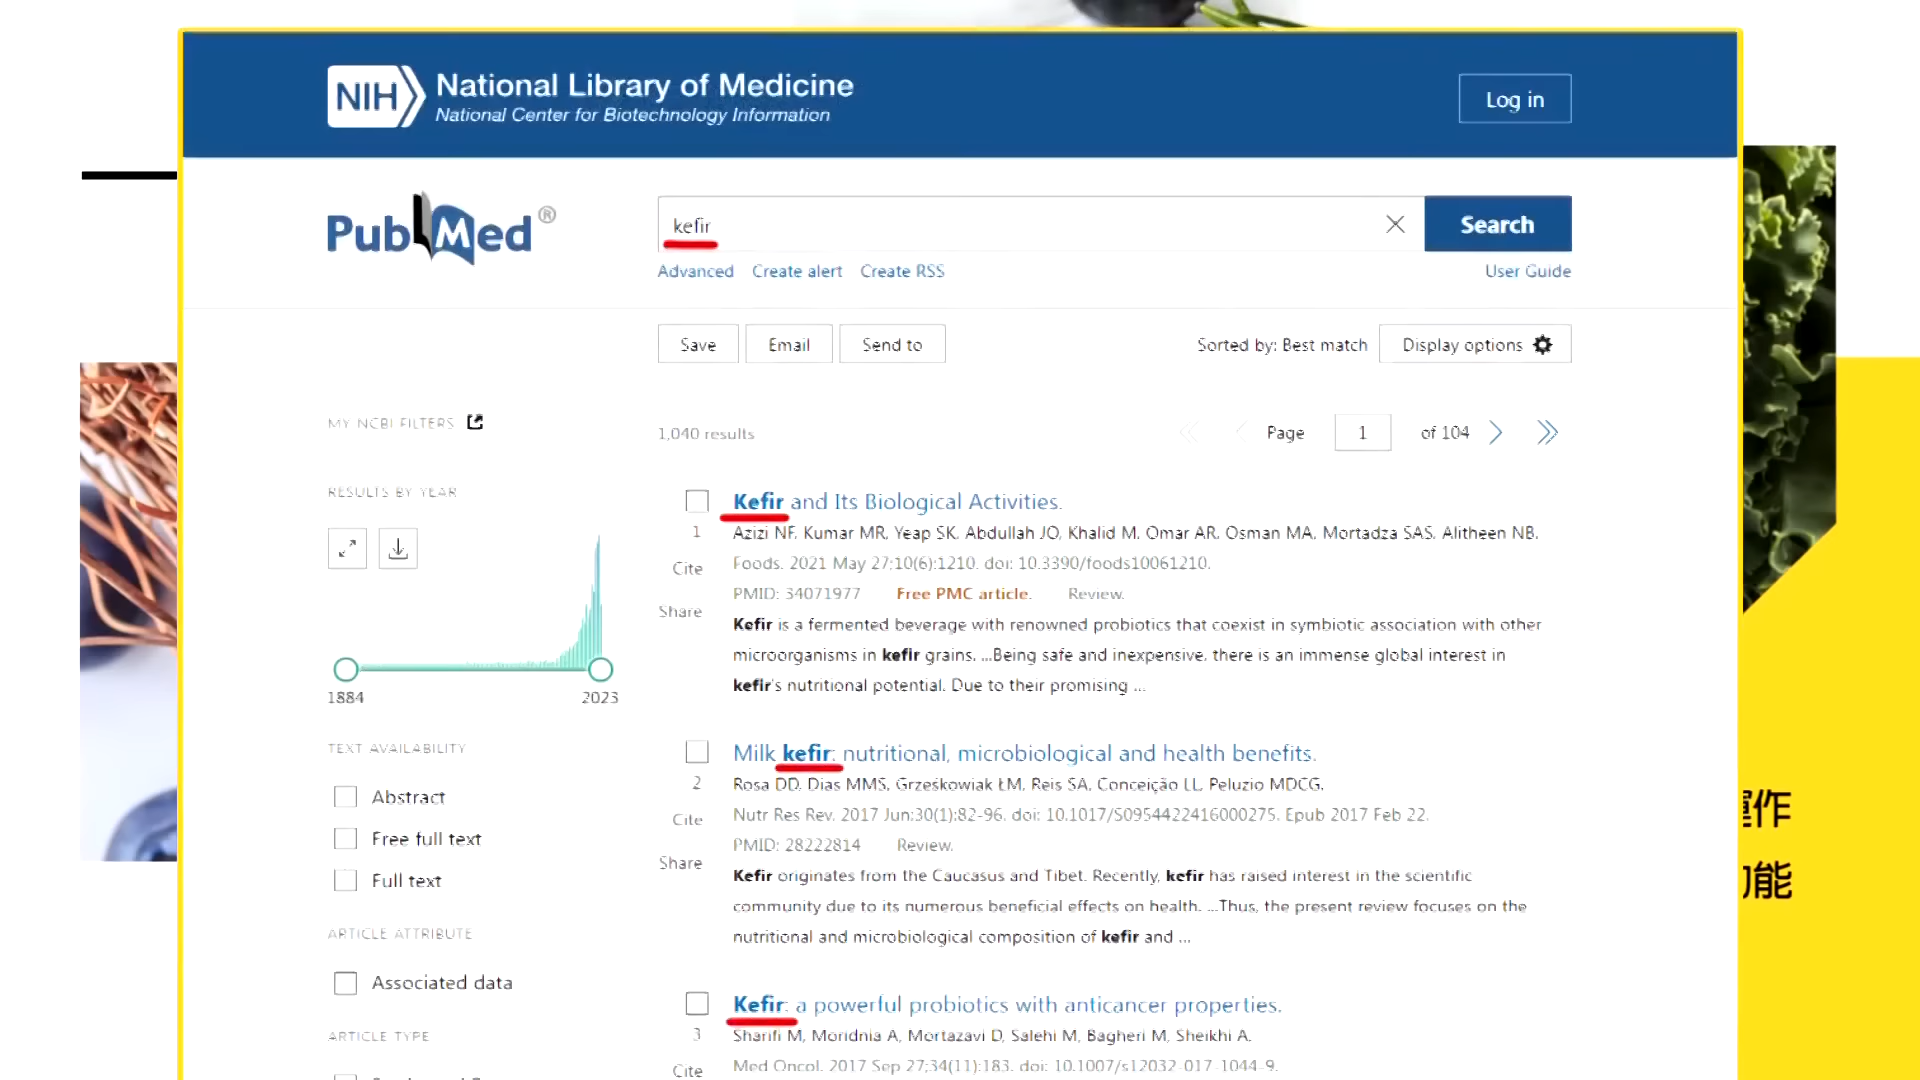 NIH National Library of Medicine
National Center for Biotechnology Information
Log in
PubMed®
kefir
Search
Advanced Create alert Create RSS
User Guide
Save Email Send to
Sorted by: Best match Display options
MY NCBI FILTERS
1,040 results
Page 1 of 104
RESULTS BY YEAR
1884 2023
TEXT AVAILABILITY
Abstract
Free full text
Full text
ARTICLE ATTRIBUTE
Associated data
ARTICLE TYPE
Kefir and Its Biological Activities.
1 Azizi NF, Kumar MR, Yeap SK, Abdullah JO, Khalid M, Omar AR, Osman MA, Mortadza SAS, Alitheen NB.
Cite Foods. 2021 May 27;10(6):1210. doi: 10.3390/foods10061210.
PMID: 34071977 Free PMC article. Review.
Share
Kefir is a fermented beverage with renowned probiotics that coexist in symbiotic association with other
microorganisms in kefir grains. ...Being safe and inexpensive, there is an immense global interest in
kefir's nutritional potential. Due to their promising ...
Milk kefir: nutritional, microbiological and health benefits.
2 Rosa DD, Dias MMS, Grześkowiak ŁM, Reis SA, Conceição LL, Peluzio MDCG.
Cite Nutr Res Rev. 2017 Jun;30(1):82-96. doi: 10.1017/S0954422416000275. Epub 2017 Feb 22.
PMID: 28222814 Review.
Share
Kefir originates from the Caucasus and Tibet. Recently, kefir has raised interest in the scientific
community due to its numerous beneficial effects on health. ...Thus, the present review focuses on the
nutritional and microbiological composition of kefir and ...
Kefir: a powerful probiotics with anticancer properties.
3 Sharifi M, Moridnia A, Mortazavi D, Salehi M, Bagheri M, Sheikhi A.
Cite Med Oncol. 2017 Sep 27;34(11):183. doi: 10.1007/s12032-017-1044-9.
運作
功能